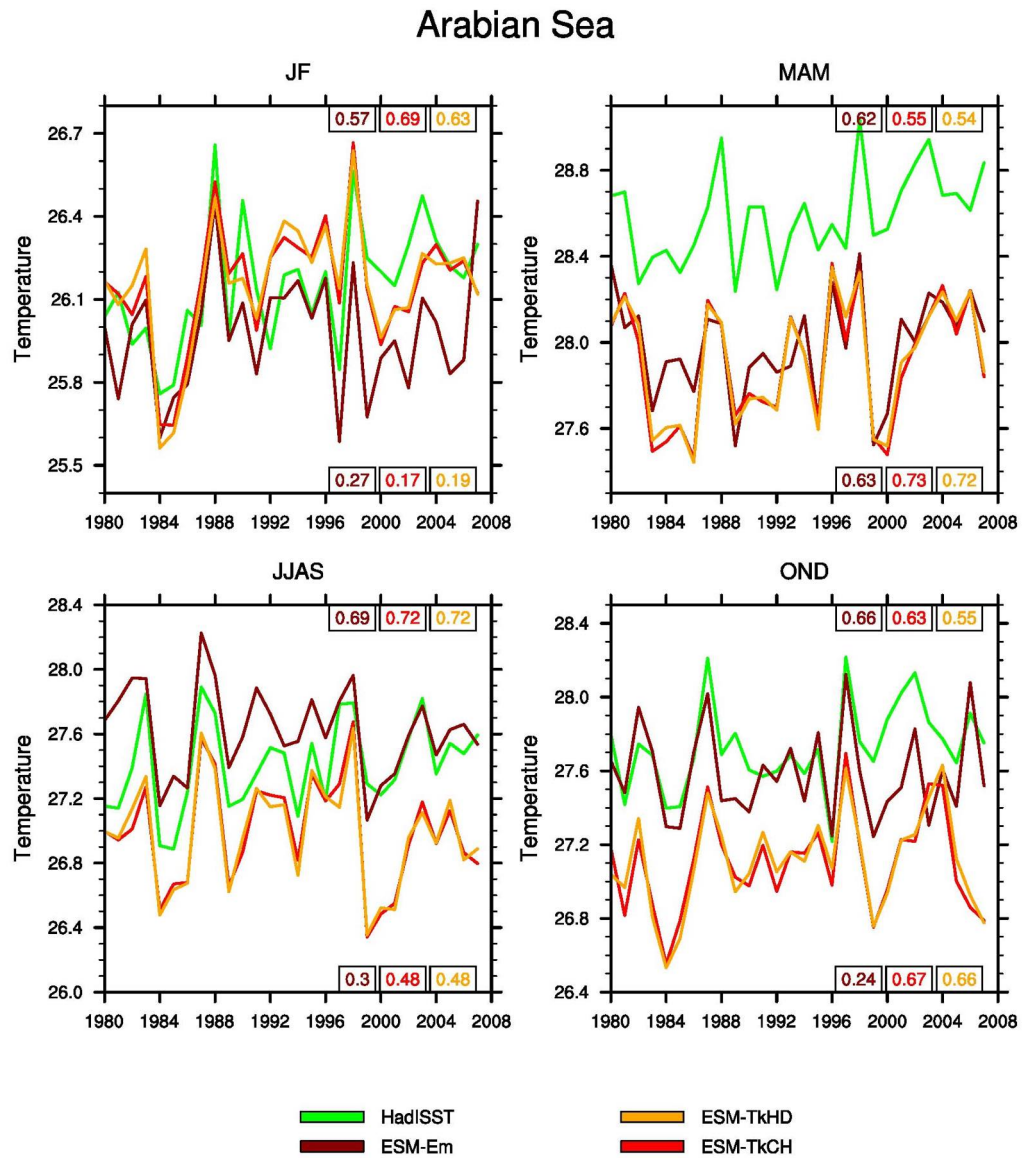 Arabian Sea
JF
MAM
0.57 0.69 0.63
0.62 0.55 0.54
26.7
26.4
26.1
25.8
25.5
28.8
28.4
28.0
27.6
Temperature
Temperature
0.27 0.17 0.19
0.63 0.73 0.72
1980 1984 1988 1992 1996 2000 2004 2008
1980 1984 1988 1992 1996 2000 2004 2008
JJAS
OND
0.69 0.72 0.72
0.66 0.63 0.55
28.4
28.0
27.6
27.2
26.8
26.4
26.0
28.4
28.0
27.6
27.2
26.8
26.4
Temperature
Temperature
0.3 0.48 0.48
0.24 0.67 0.66
1980 1984 1988 1992 1996 2000 2004 2008
1980 1984 1988 1992 1996 2000 2004 2008
HadISST
ESM-TkHD
ESM-Em
ESM-TkCH